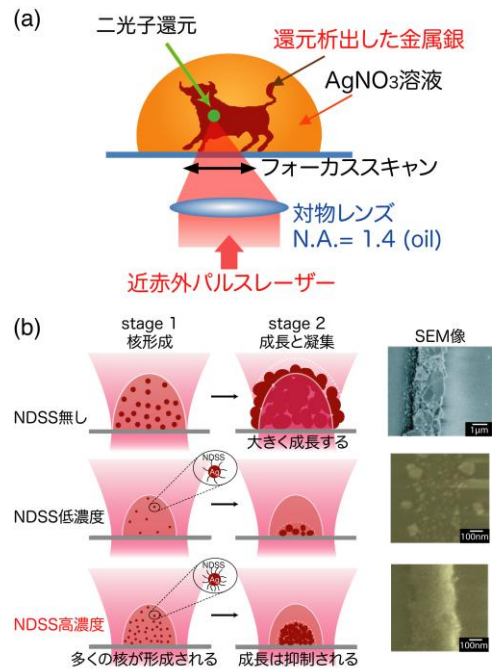 (a)
二光子還元
還元析出した金属銀
AgNO₃溶液
フォーカススキャン
対物レンズ
N.A.= 1.4 (oil)
近赤外パルスレーザー
(b)
stage 1
核形成
stage 2
成長と凝集
SEM像
NDSS無し
大きく成長する
1μm
NDSS低濃度
NDSS
Ag
100nm
NDSS高濃度
NDSS
Ag
100nm
多くの核が形成される
成長は抑制される